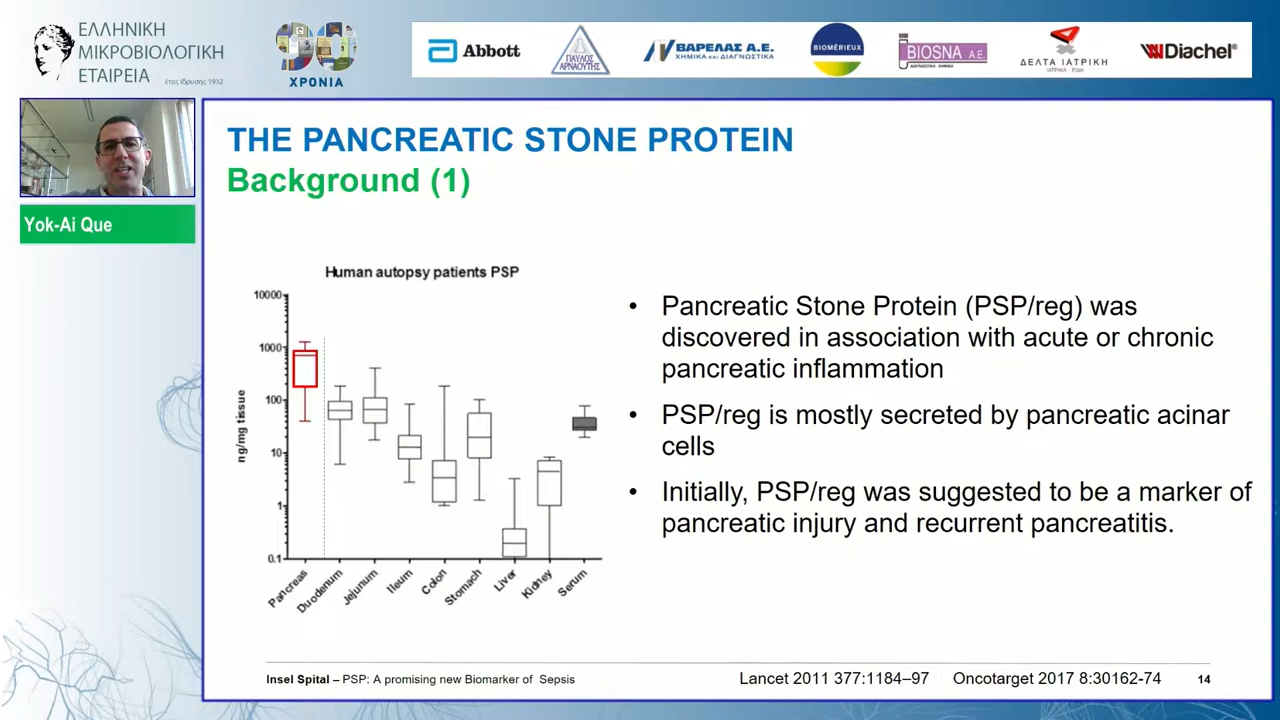 ΕΛΛΗΝΙΚΗ
ΜΙΚΡΟΒΙΟΛΟΓΙΚΗ
ΕΤΑΙΡΕΙΑ
έτος ίδρυσης 1932
90
ΧΡΟΝΙΑ
Abbott
ΠΑΥΛΟΣ
ΑΡΝΑΟΥΤΗΣ
ΒΑΡΕΛΑΣ Α.Ε.
ΧΗΜΙΚΑ ΚΑΙ ΔΙΑΓΝΩΣΤΙΚΑ
BIOMÉRIEUX
BIOSNA A.E.
ΔΕΛΤΑ ΙΑΤΡΙΚΗ
ΙΑΤΡΙΚΑ ΕΙΔΗ
Diachel®
Yok-Ai Que
THE PANCREATIC STONE PROTEIN
Background (1)
Human autopsy patients PSP
ng/mg tissue
10000
1000
100
10
1
0.1
Pancreas
Duodenum
Jejunum
Ileum
Colon
Stomach
Liver
Kidney
Serum
• Pancreatic Stone Protein (PSP/reg) was
discovered in association with acute or chronic
pancreatic inflammation
• PSP/reg is mostly secreted by pancreatic acinar
cells
• Initially, PSP/reg was suggested to be a marker of
pancreatic injury and recurrent pancreatitis.
Insel Spital – PSP: A promising new Biomarker of Sepsis
Lancet 2011 377:1184–97 Oncotarget 2017 8:30162-74
14